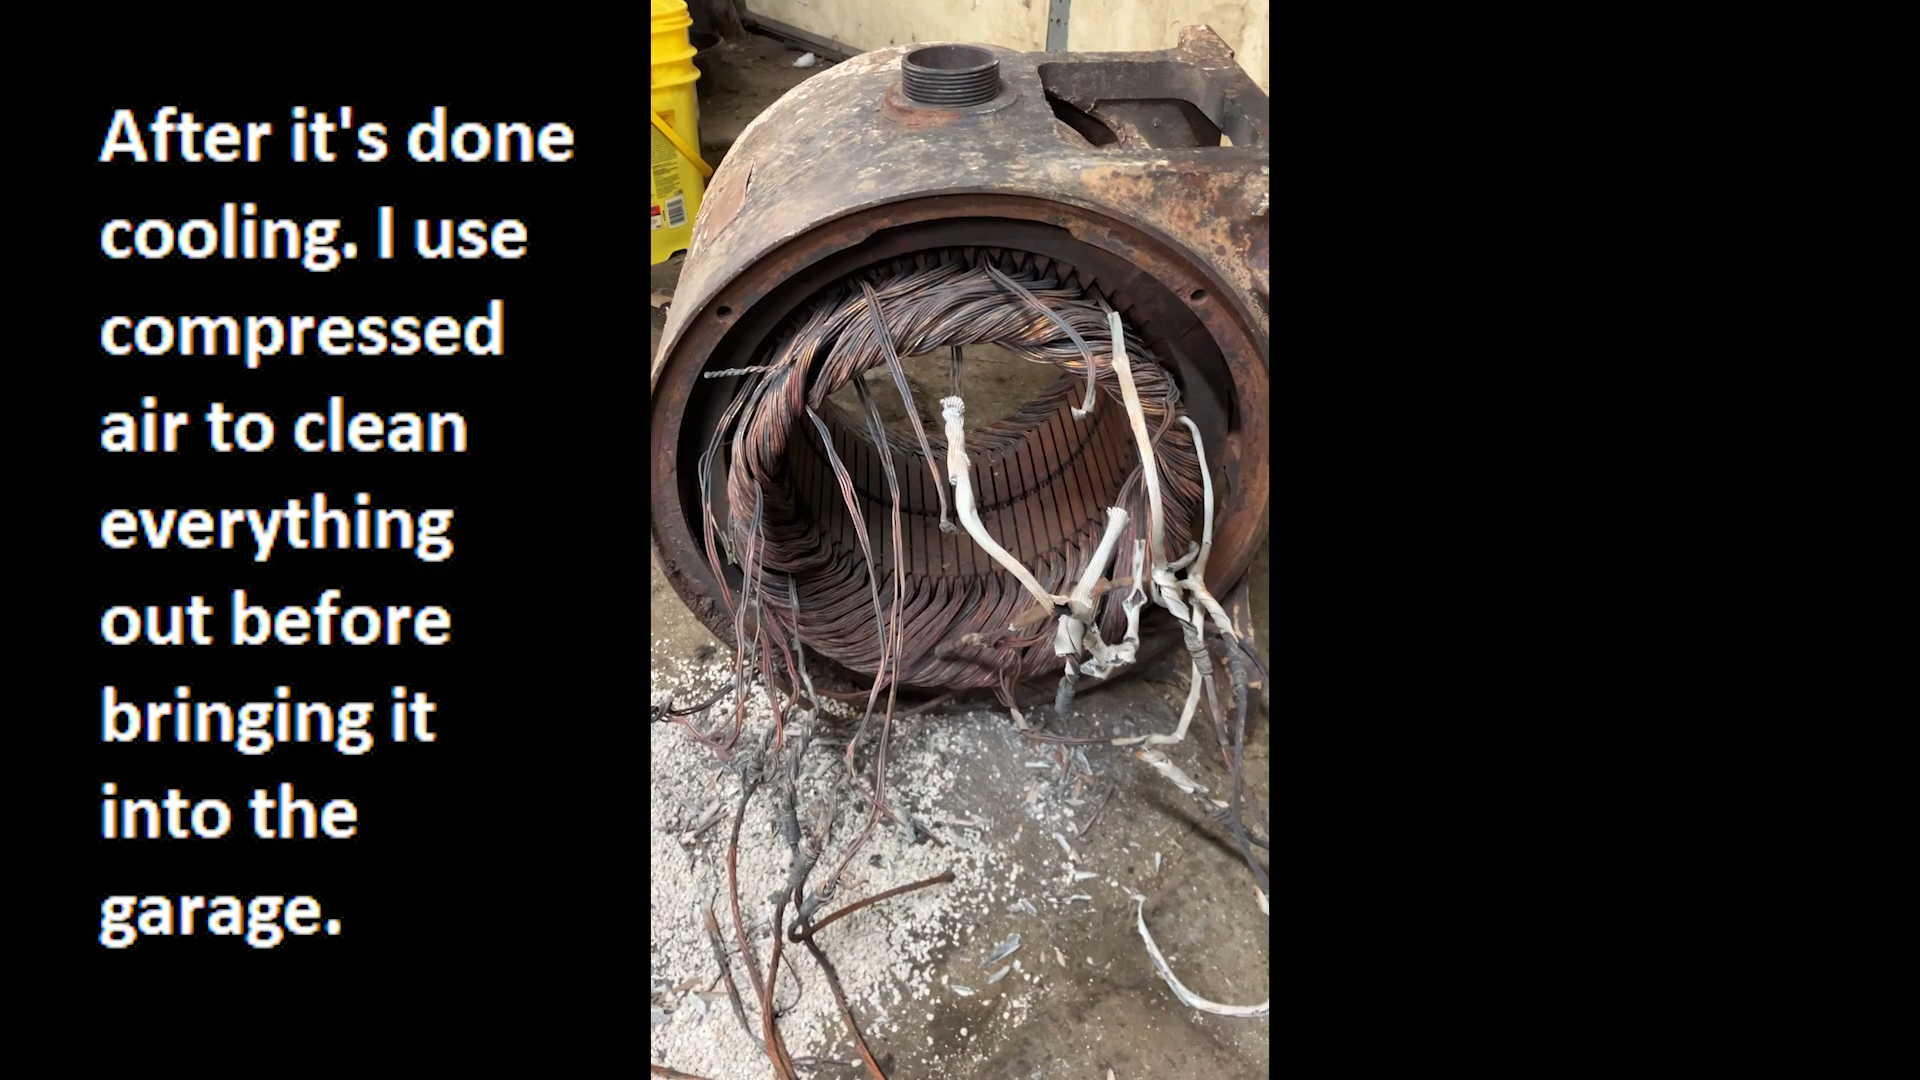 After it's done
cooling. I use
compressed
air to clean
everything
out before
bringing it
into the
garage.